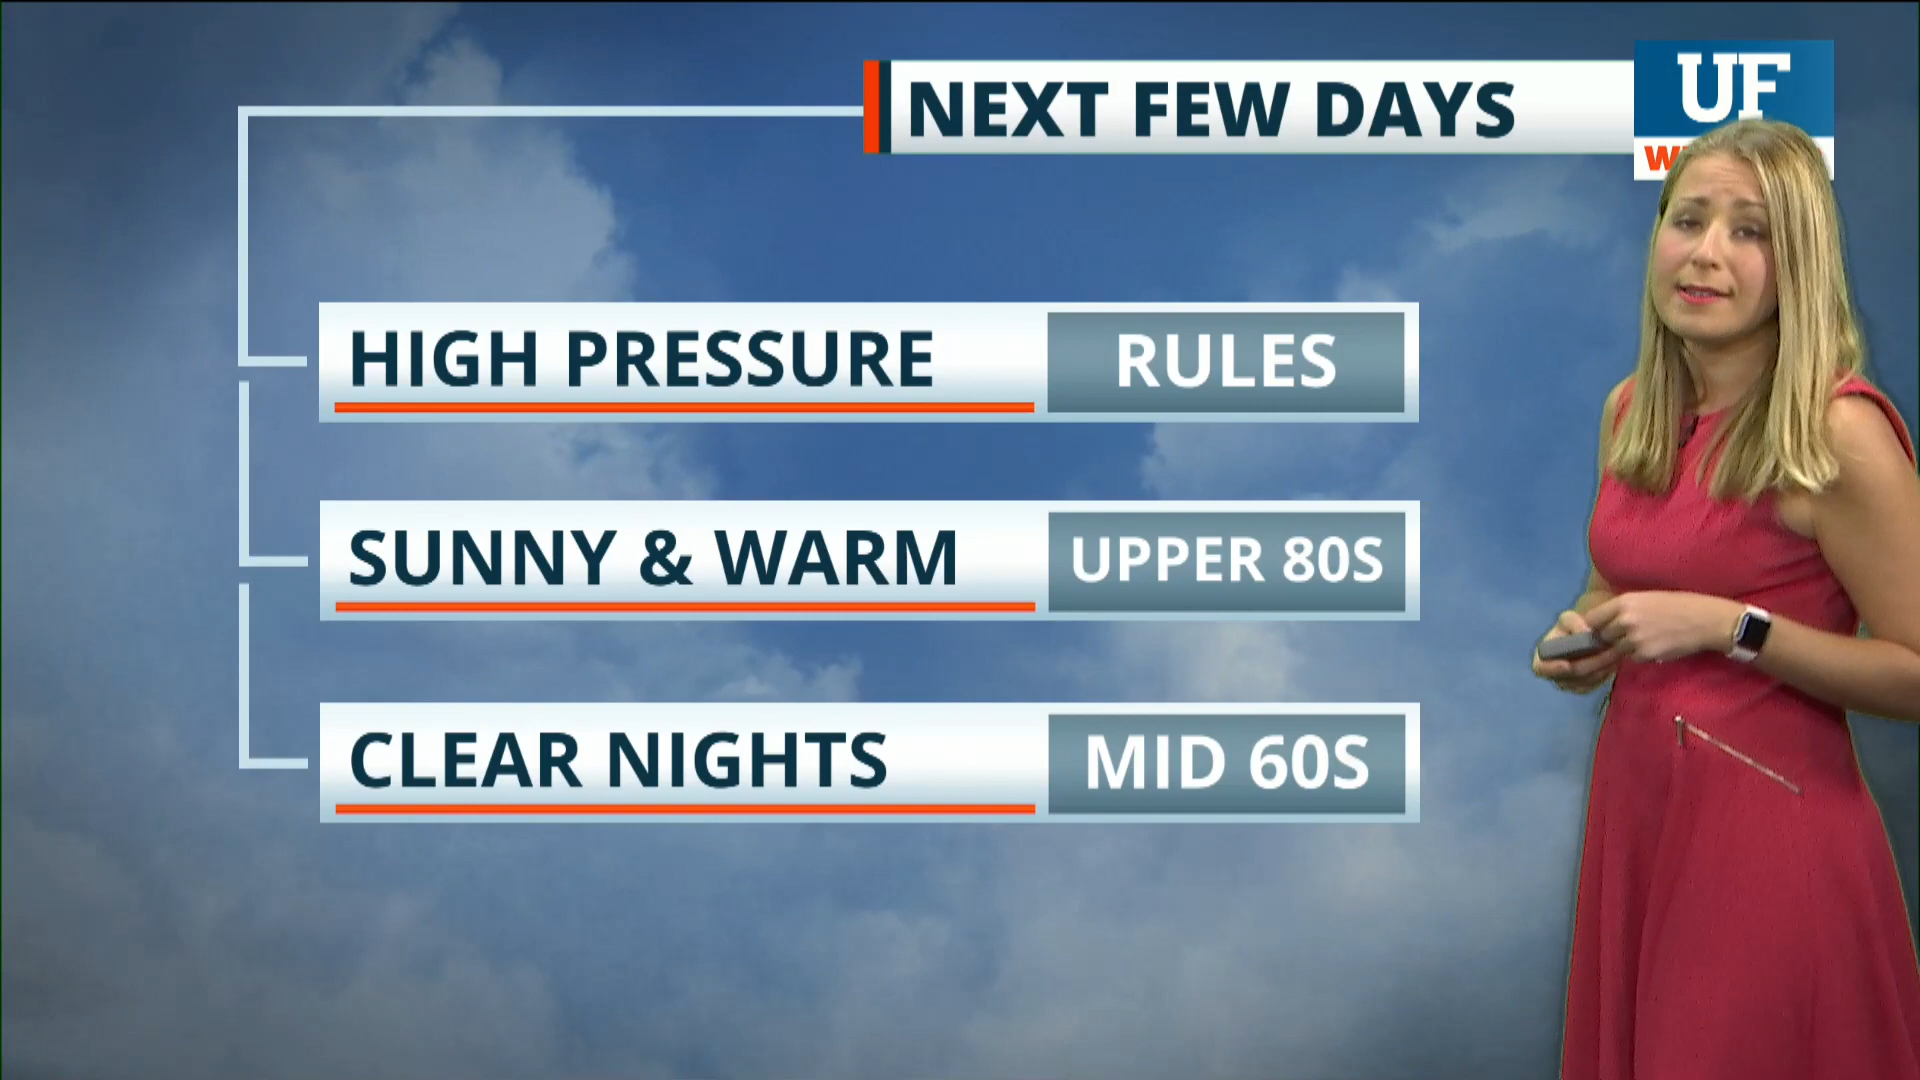 NEXT FEW DAYS
UF
HIGH PRESSURE RULES
SUNNY & WARM UPPER 80S
CLEAR NIGHTS MID 60S